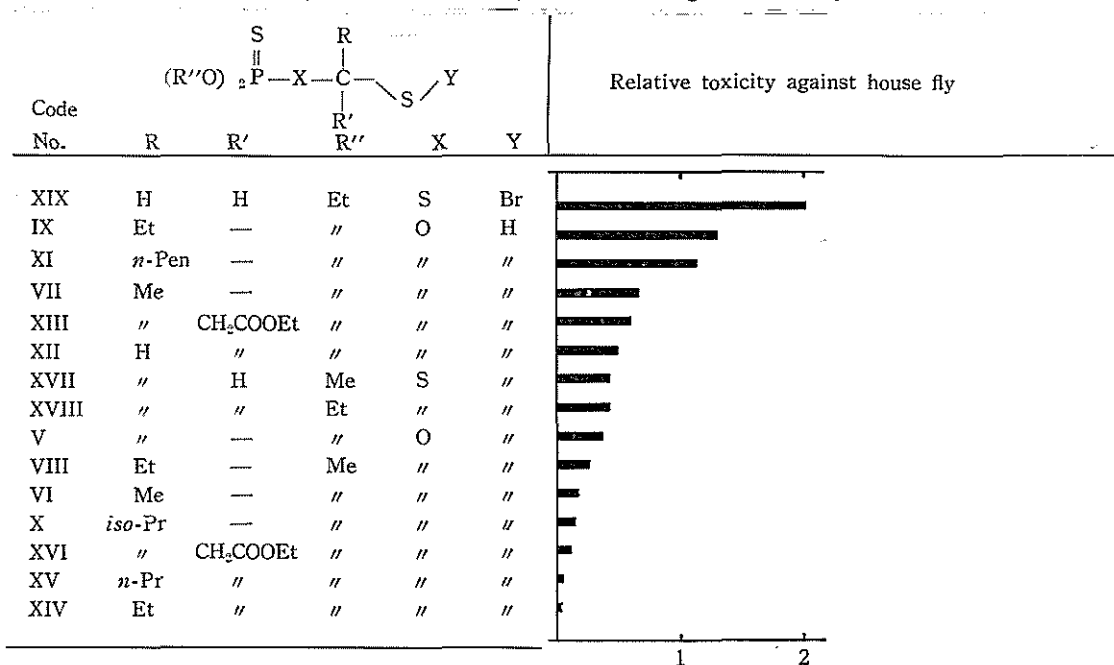 S R
(R''O) 2P—X—C S Y Relative toxicity against house fly
Code R'
No. R R' R'' X Y
XIX H H Et S Br
IX Et — 〃 O H
XI n-Pen — 〃 〃 〃
VII Me — 〃 〃 〃
XIII 〃 CH2COOEt 〃 〃 〃
XII H 〃 〃 〃 〃
XVII 〃 H Me S 〃
XVIII 〃 〃 Et 〃 〃
V 〃 — 〃 O 〃
VIII Et — Me 〃 〃
VI Me — 〃 〃 〃
X iso-Pr — 〃 〃 〃
XVI 〃 CH2COOEt 〃 〃 〃
XV n-Pr 〃 〃 〃 〃
XIV Et 〃 〃 〃 〃
1 2